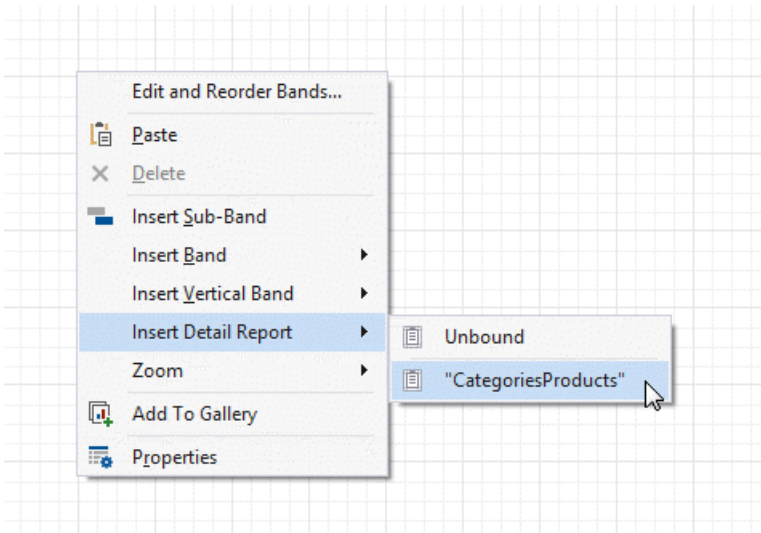 Edit and Reorder Bands...
Paste
Delete
Insert Sub-Band
Insert Band
Insert Vertical Band
Insert Detail Report
Zoom
Add To Gallery
Properties
Unbound
"CategoriesProducts"